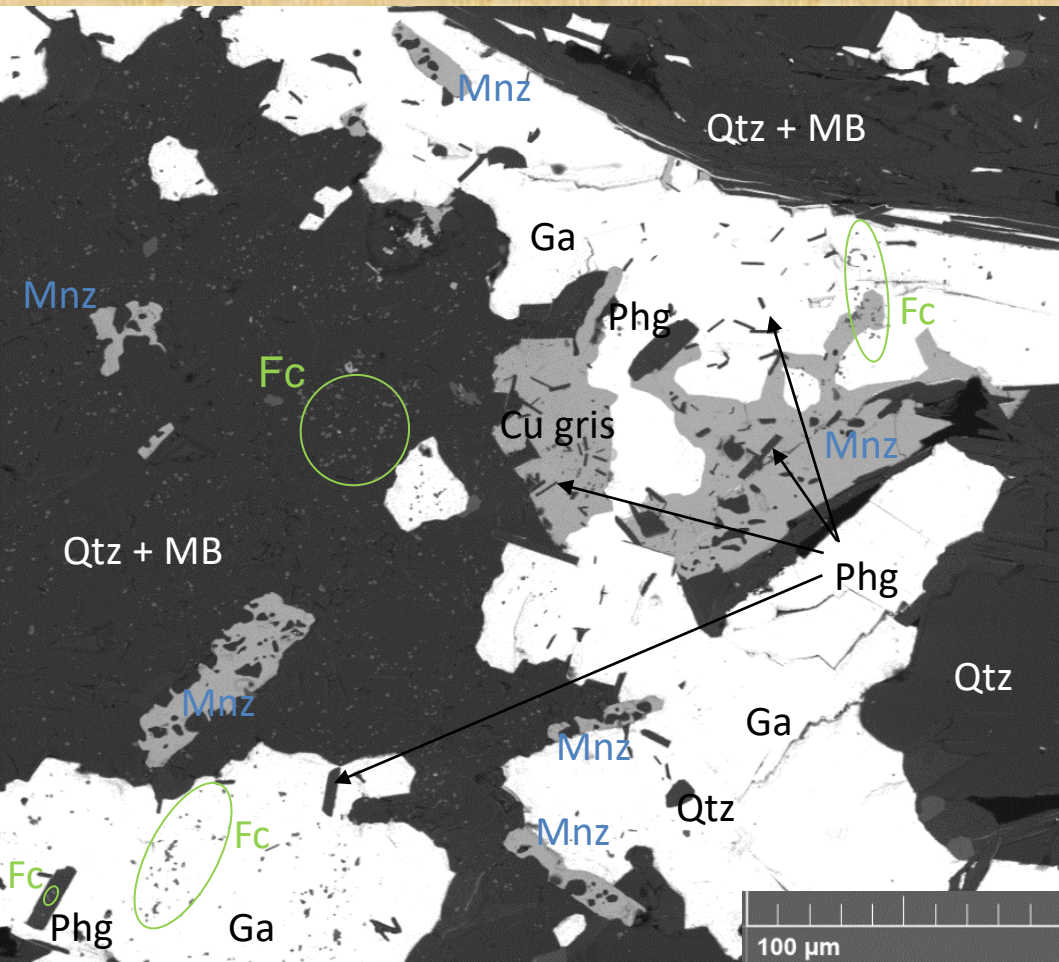 Mnz
Qtz + MB
Ga
Mnz
Phg
Fc
Fc
Cu gris
Mnz
Qtz + MB
Phg
Qtz
Mnz
Ga
Mnz
Qtz
Mnz
Fc
Fc
Phg
Ga
100 µm